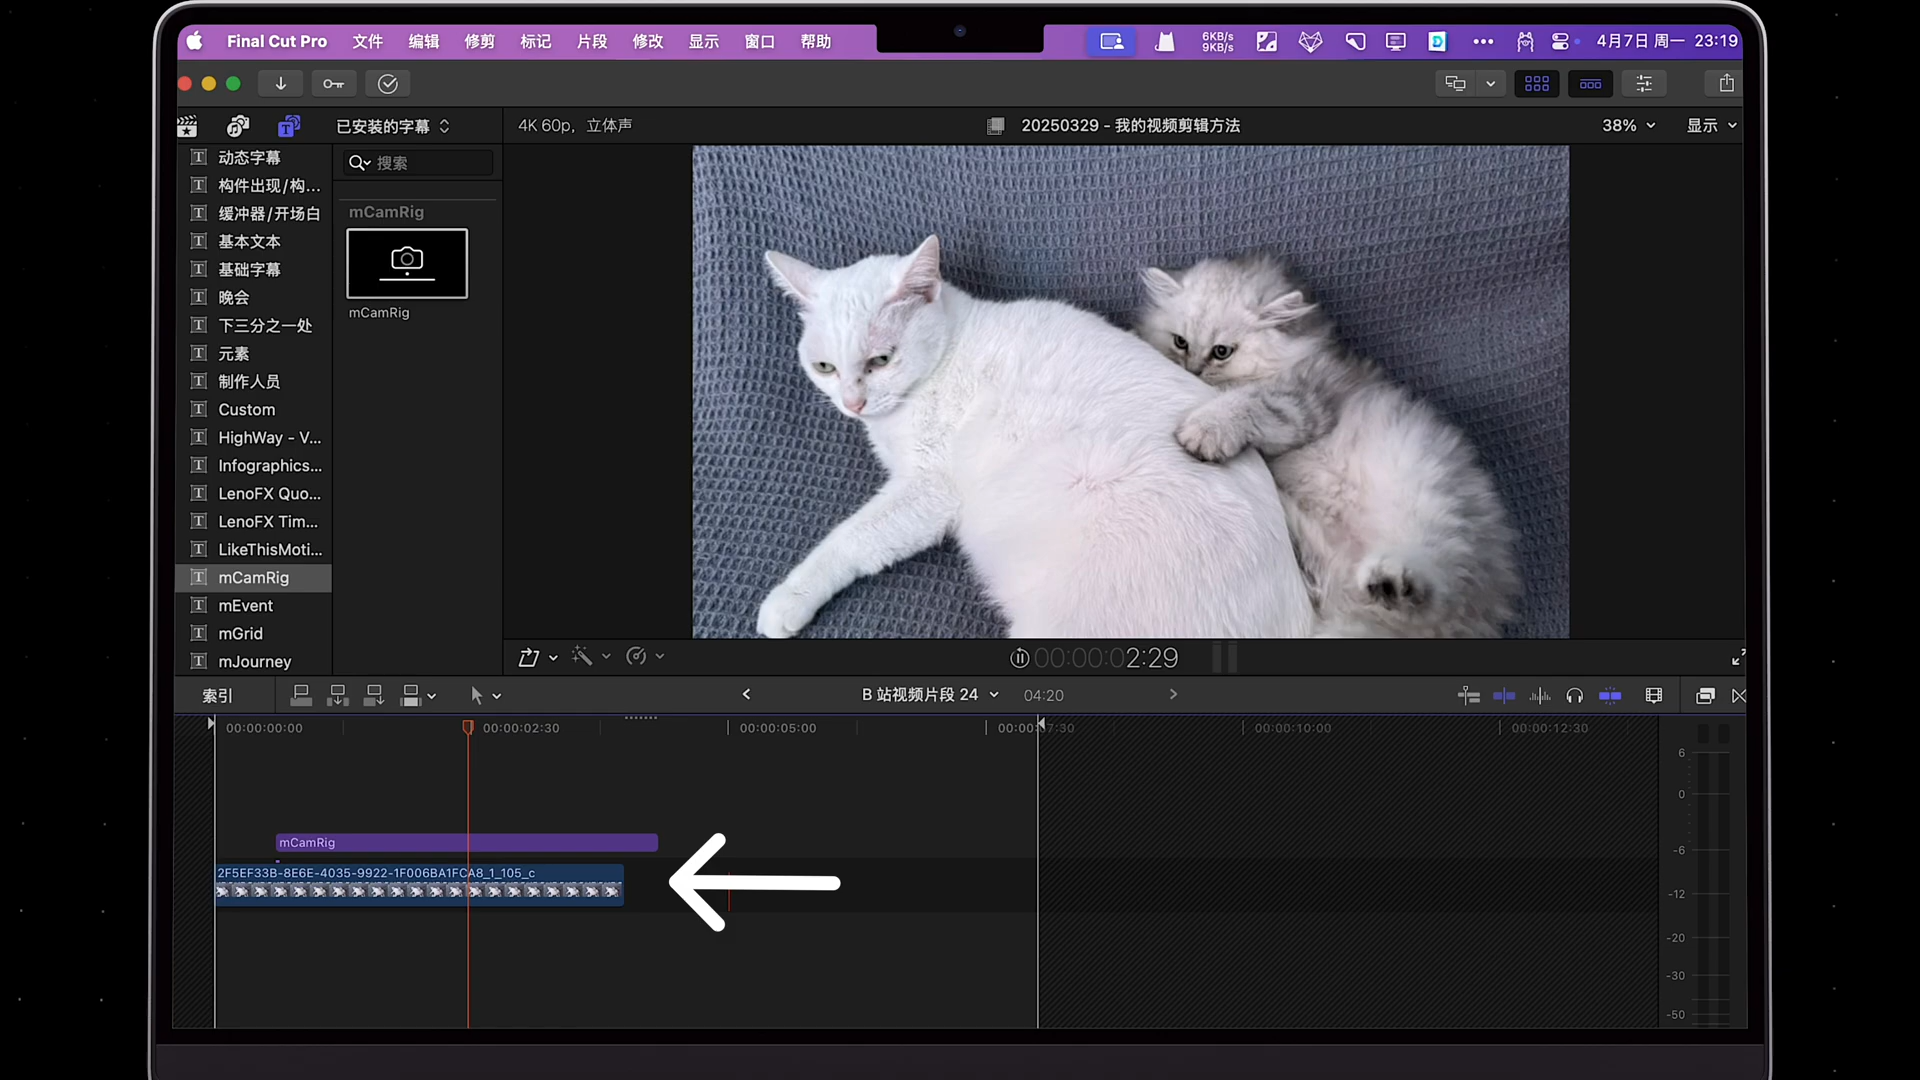 Final Cut Pro 文件 编辑 修剪 标记 片段 修改 显示 窗口 帮助
6KB/s
9KB/s
4月7日 周一 23:19
已安装的字幕
4K 60p，立体声
20250329 - 我的视频剪辑方法
38%
显示
动态字幕
构件出现/构...
缓冲器/开场白
基本文本
基础字幕
晚会
下三分之一处
元素
制作人员
Custom
HighWay - V...
Infographics...
LenoFX Quo...
LenoFX Tim...
LikeThisMoti...
mCamRig
mEvent
mGrid
mJourney
搜索
mCamRig
mCamRig
00:00:02:29
索引
B 站视频片段 24
04:20
00:00:00:00
00:00:02:30
00:00:05:00
00:00:07:30
00:00:10:00
00:00:12:30
mCamRig
2F5EF33B-8E6E-4035-9922-1F006BA1FCA8_1_105_c
6
0
-6
-12
-20
-30
-50